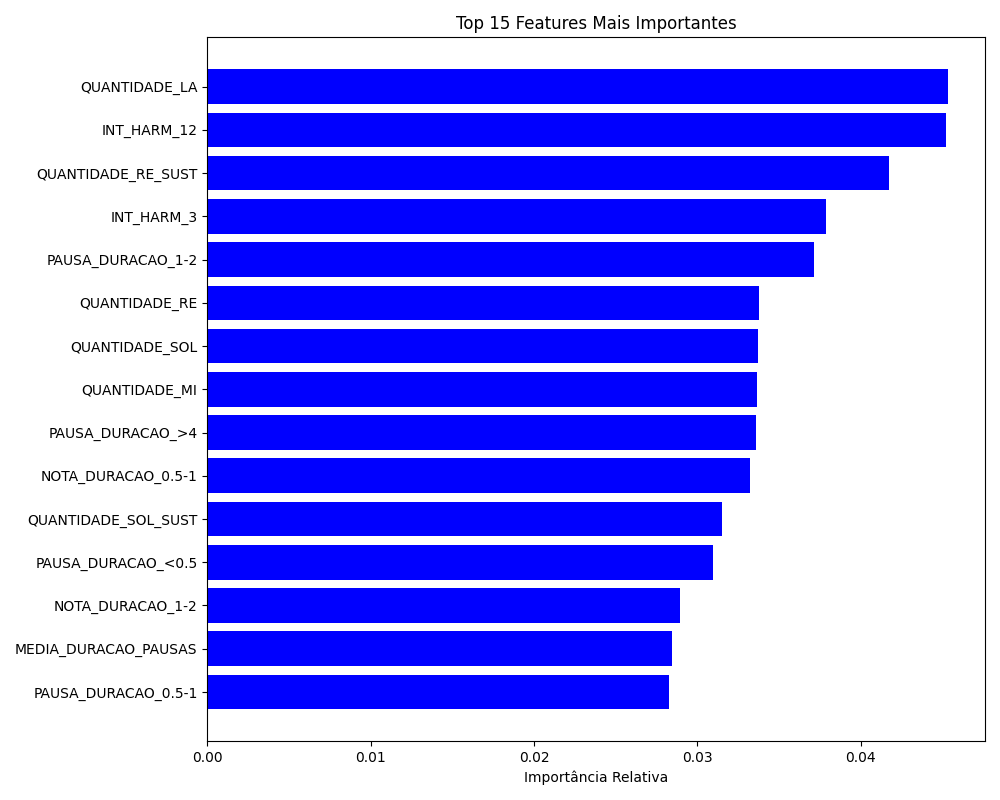 Top 15 Features Mais Importantes
QUANTIDADE_LA
INT_HARM_12
QUANTIDADE_RE_SUST
INT_HARM_3
PAUSA_DURACAO_1-2
QUANTIDADE_RE
QUANTIDADE_SOL
QUANTIDADE_MI
PAUSA_DURACAO_>4
NOTA_DURACAO_0.5-1
QUANTIDADE_SOL_SUST
PAUSA_DURACAO_<0.5
NOTA_DURACAO_1-2
MEDIA_DURACAO_PAUSAS
PAUSA_DURACAO_0.5-1
0.00 0.01 0.02 0.03 0.04
Importância Relativa